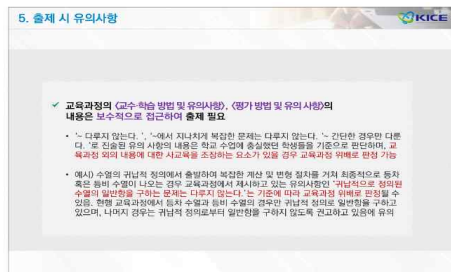 5. 출제 시 유의사항
KICE
✓ 교육과정의 <교수·학습 방법 및 유의사항>, <평가 방법 및 유의 사항>의
내용은 보수적으로 접근하여 출제 필요
• '~ 다루지 않는다. ', '~에서 지나치게 복잡한 문제는 다루지 않는다. '~ 간단한 경우만 다룬
다. '로 진술된 유의 사항의 내용은 학교 수업에 충실했던 학생들을 기준으로 판단하며, 교
육과정 외의 내용에 대한 사교육을 조장하는 요소가 있을 경우 교육과정 위배로 판정 가능
• 예시) 수열의 귀납적 정의에서 출발하여 복잡한 계산 및 변형 절차를 거쳐 최종적으로 등차
혹은 등비 수열이 나오는 경우 교육과정에서 제시하고 있는 유의사항인 '귀납적으로 정의된
수열의 일반항을 구하는 문제는 다루지 않는다.'는 기준에 따라 교육과정 위배로 판정될 수
있음. 현행 교육과정에서 등차 수열과 등비 수열의 경우만 귀납적 정의로 일반항을 구하고
있으며, 나머지 경우는 귀납적 정의로부터 일반항을 구하지 않도록 권고하고 있음에 유의